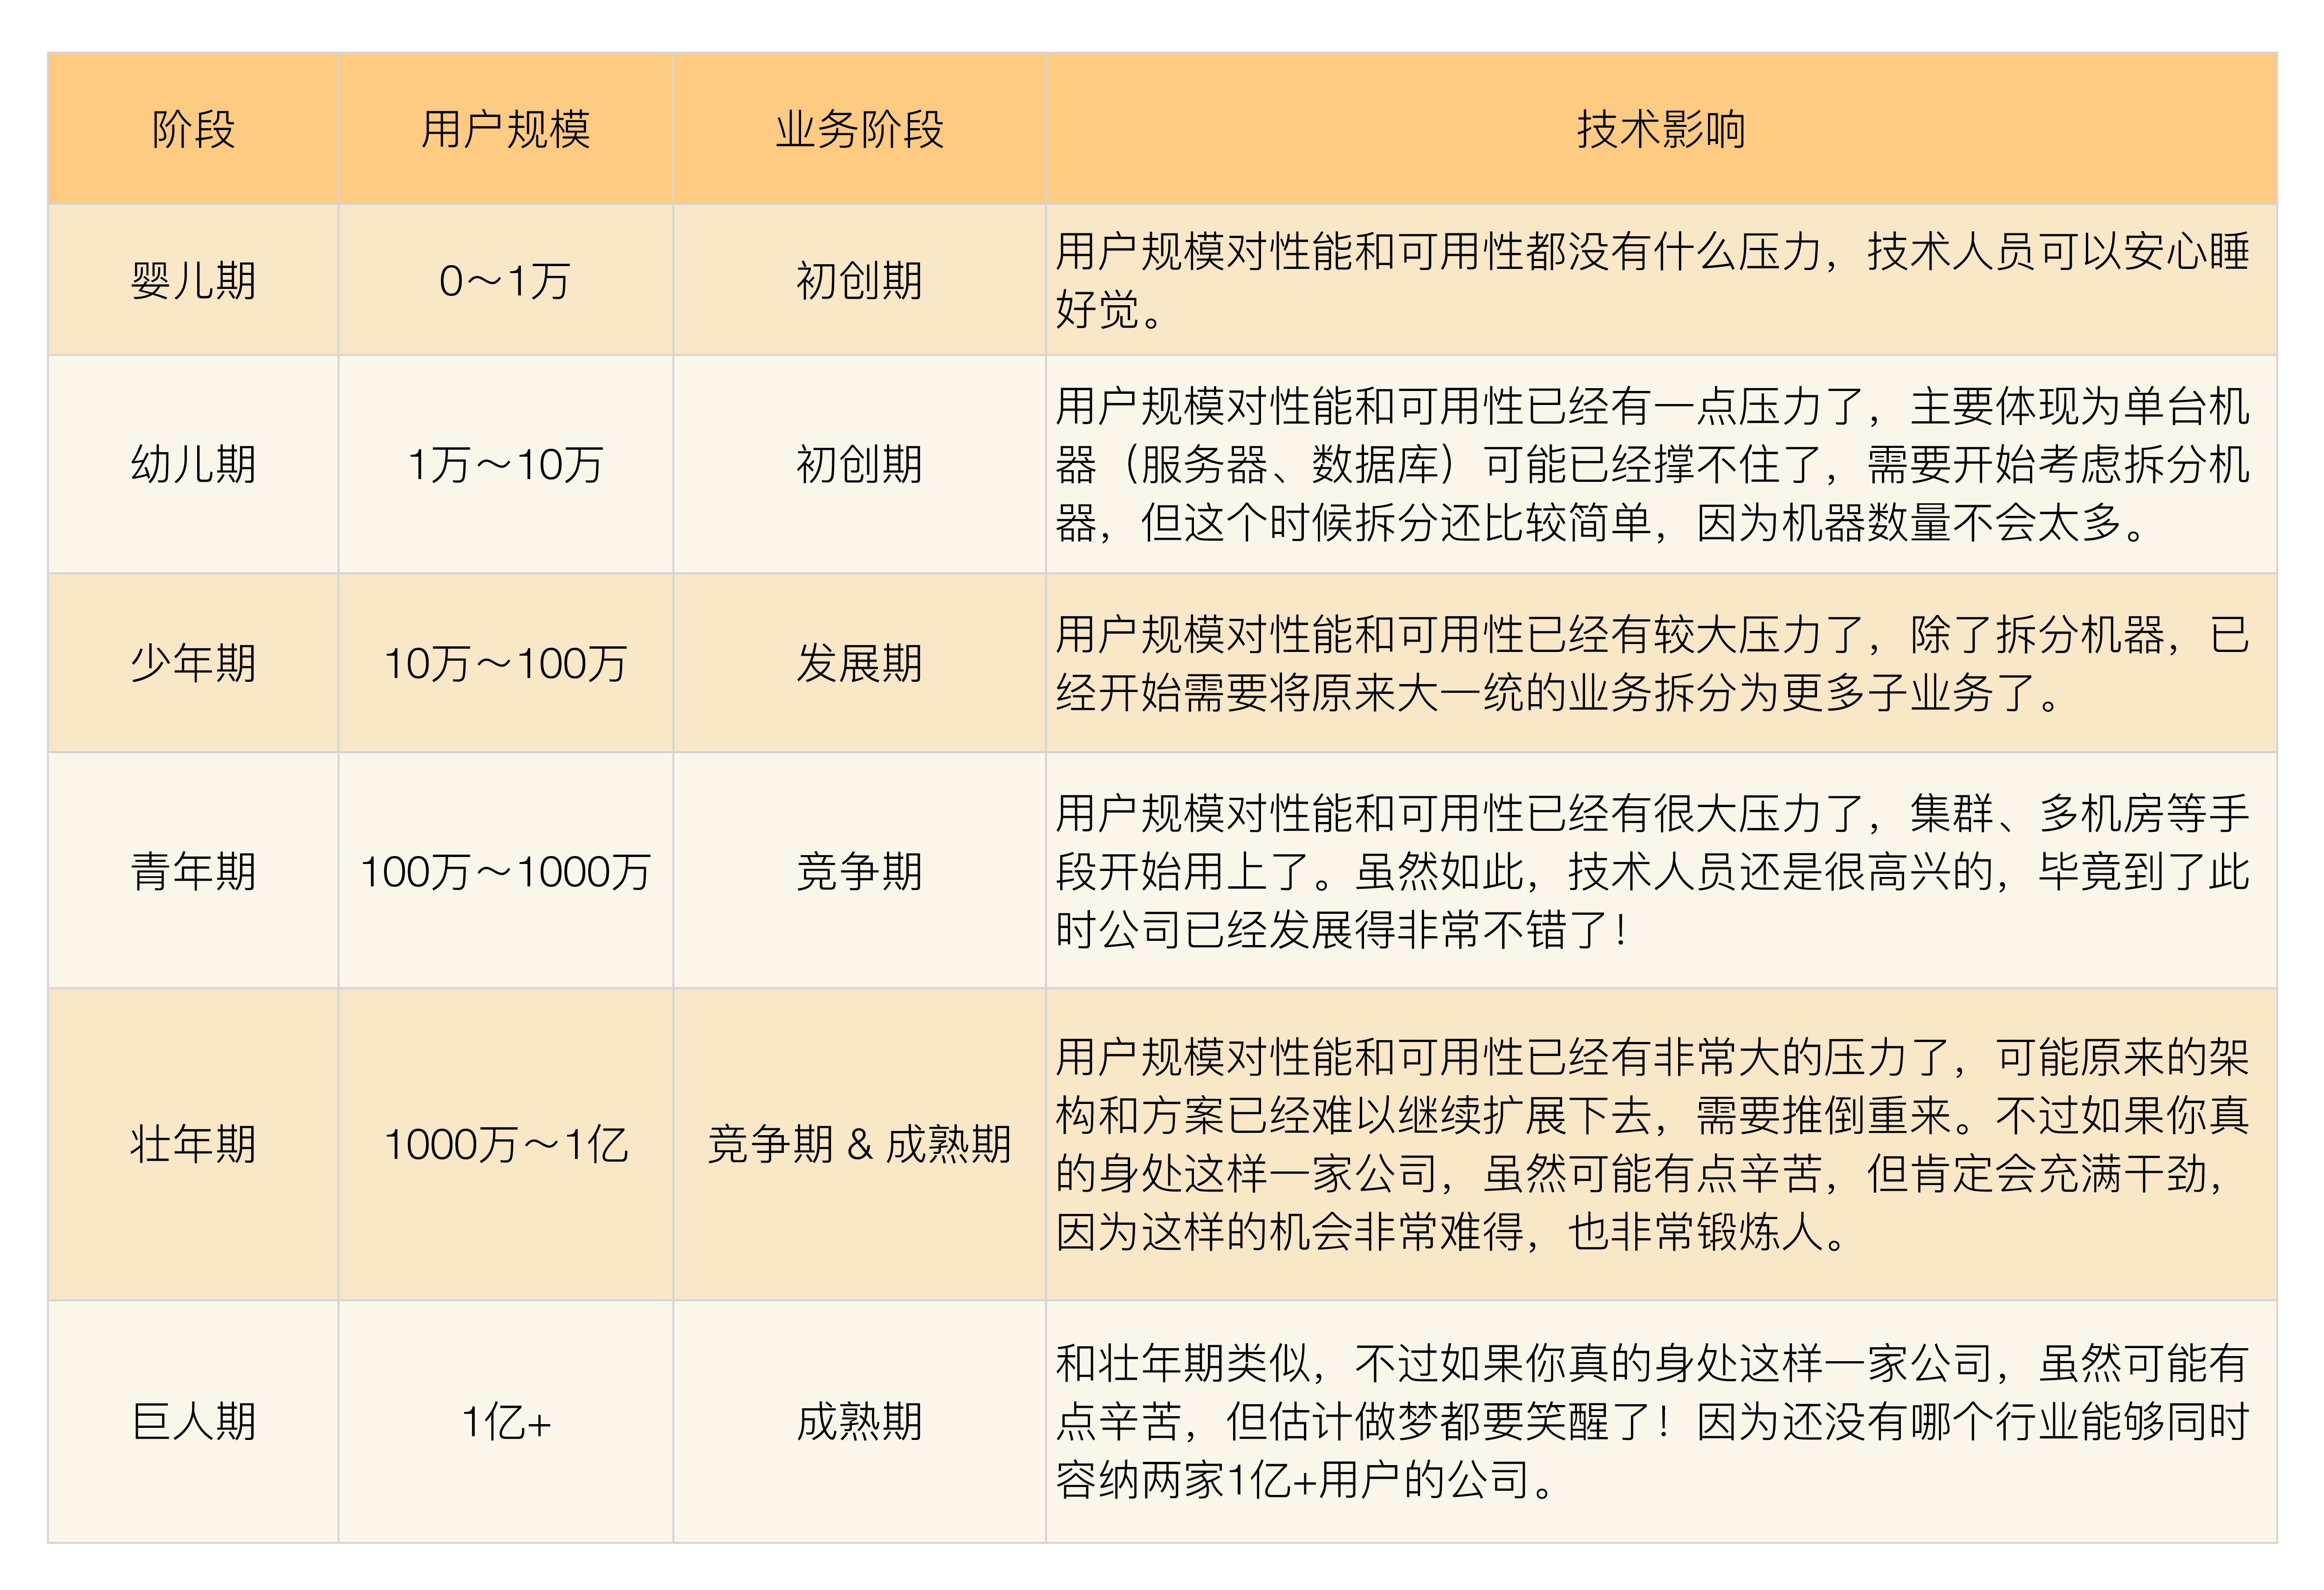 阶段
用户规模
业务阶段
技术影响
婴儿期
0～1万
初创期
用户规模对性能和可用性都没有什么压力，技术人员可以安心睡
好觉。
幼儿期
1万～10万
初创期
用户规模对性能和可用性已经有一点压力了，主要体现为单台机
器（服务器、数据库）可能已经撑不住了，需要开始考虑拆分机
器，但这个时候拆分还比较简单，因为机器数量不会太多。
少年期
10万～100万
发展期
用户规模对性能和可用性已经有较大压力了，除了拆分机器，已
经开始需要将原来大一统的业务拆分为更多子业务了。
青年期
100万～1000万
竞争期
用户规模对性能和可用性已经有很大压力了，集群、多机房等手
段开始用上了。虽然如此，技术人员还是很高兴的，毕竟到了此
时公司已经发展得非常不错了！
壮年期
1000万～1亿
竞争期 & 成熟期
用户规模对性能和可用性已经有非常大的压力了，可能原来的架
构和方案已经难以继续扩展下去，需要推倒重来。不过如果你真
的身处这样一家公司，虽然可能有点辛苦，但肯定会充满干劲，
因为这样的机会非常难得，也非常锻炼人。
巨人期
1亿+
成熟期
和壮年期类似，不过如果你真的身处这样一家公司，虽然可能有
点辛苦，但估计做梦都要笑醒了！因为还没有哪个行业能够同时
容纳两家1亿+用户的公司。